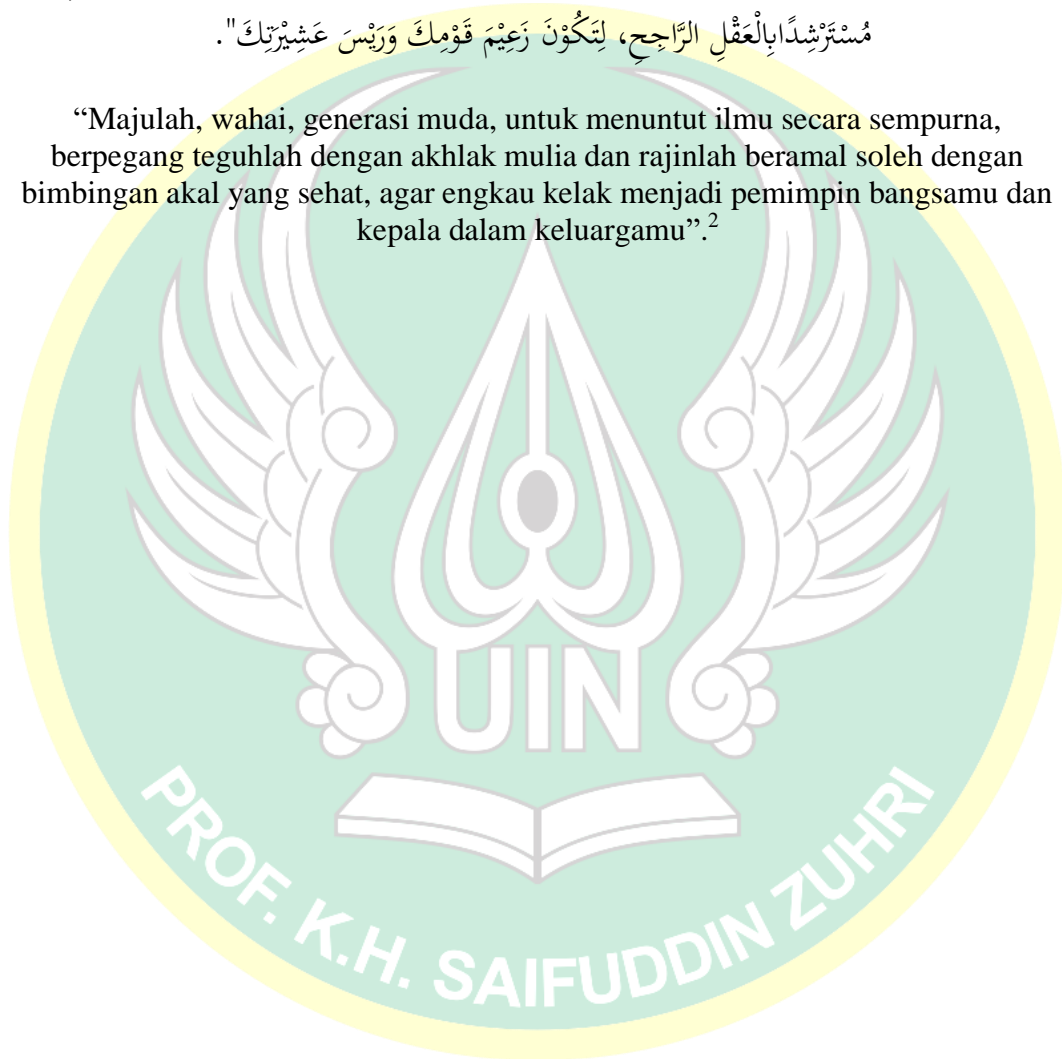 مُسْتَرْشِدًابِالْعَقْلِ الرَّاجِحِ، لِتَكُوْنَ زَعِيْمَ قَوْمِكَ وَرَيْسَ عَشِيْرَتِكَ".
“Majulah, wahai, generasi muda, untuk menuntut ilmu secara sempurna,
berpegang teguhlah dengan akhlak mulia dan rajinlah beramal soleh dengan
bimbingan akal yang sehat, agar engkau kelak menjadi pemimpin bangsamu dan
kepala dalam keluargamu”.²
UIN
PROF. K.H. SAIFUDDIN ZUHRI